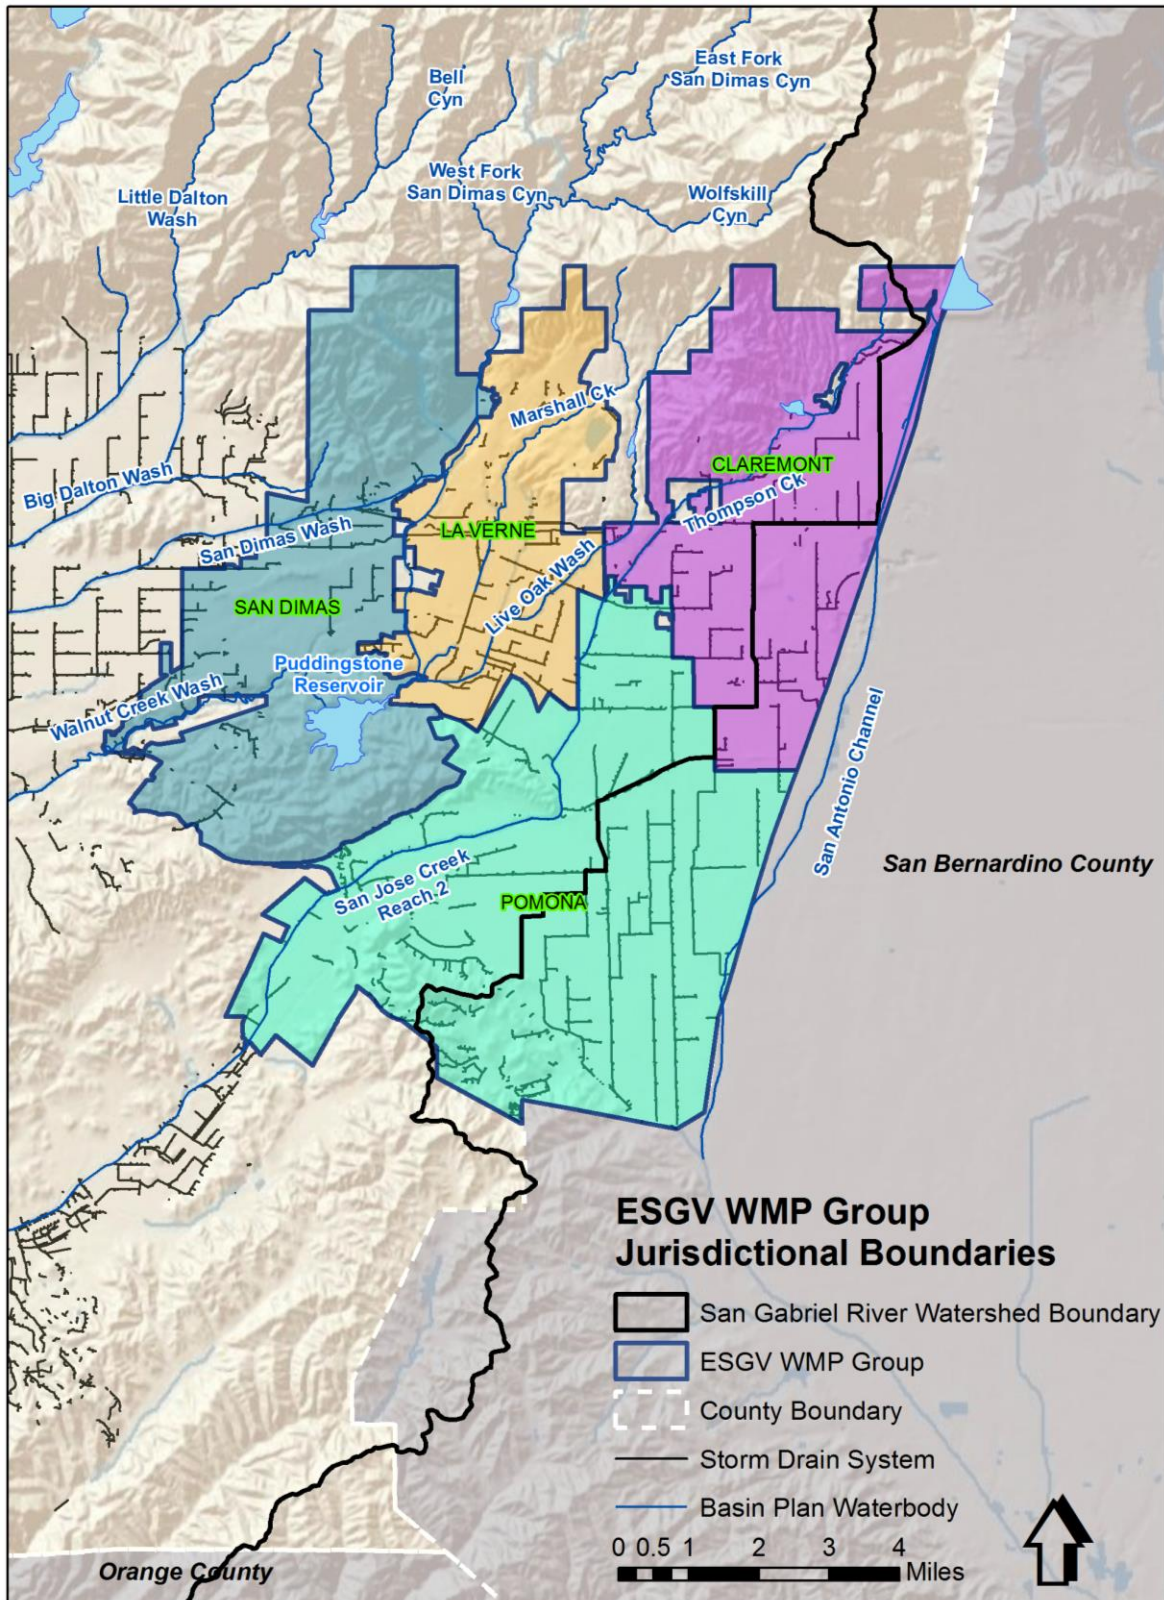 East Fork
San Dimas Cyn
Bell
Cyn
West Fork
San Dimas Cyn
Little Dalton
Wash
Wolfskill
Cyn
Marshall Ck
CLAREMONT
Big Dalton Wash
Thompson Ck
San Dimas Wash
LA VERNE
Live Oak Wash
SAN DIMAS
Puddingstone
Reservoir
Walnut Creek Wash
San Antonio Channel
San Bernardino County
San Jose Creek
Reach 2
POMONA
ESGV WMP Group
Jurisdictional Boundaries
San Gabriel River Watershed Boundary
ESGV WMP Group
County Boundary
Storm Drain System
Basin Plan Waterbody
0 0.5 1 2 3 4
Miles
Orange County